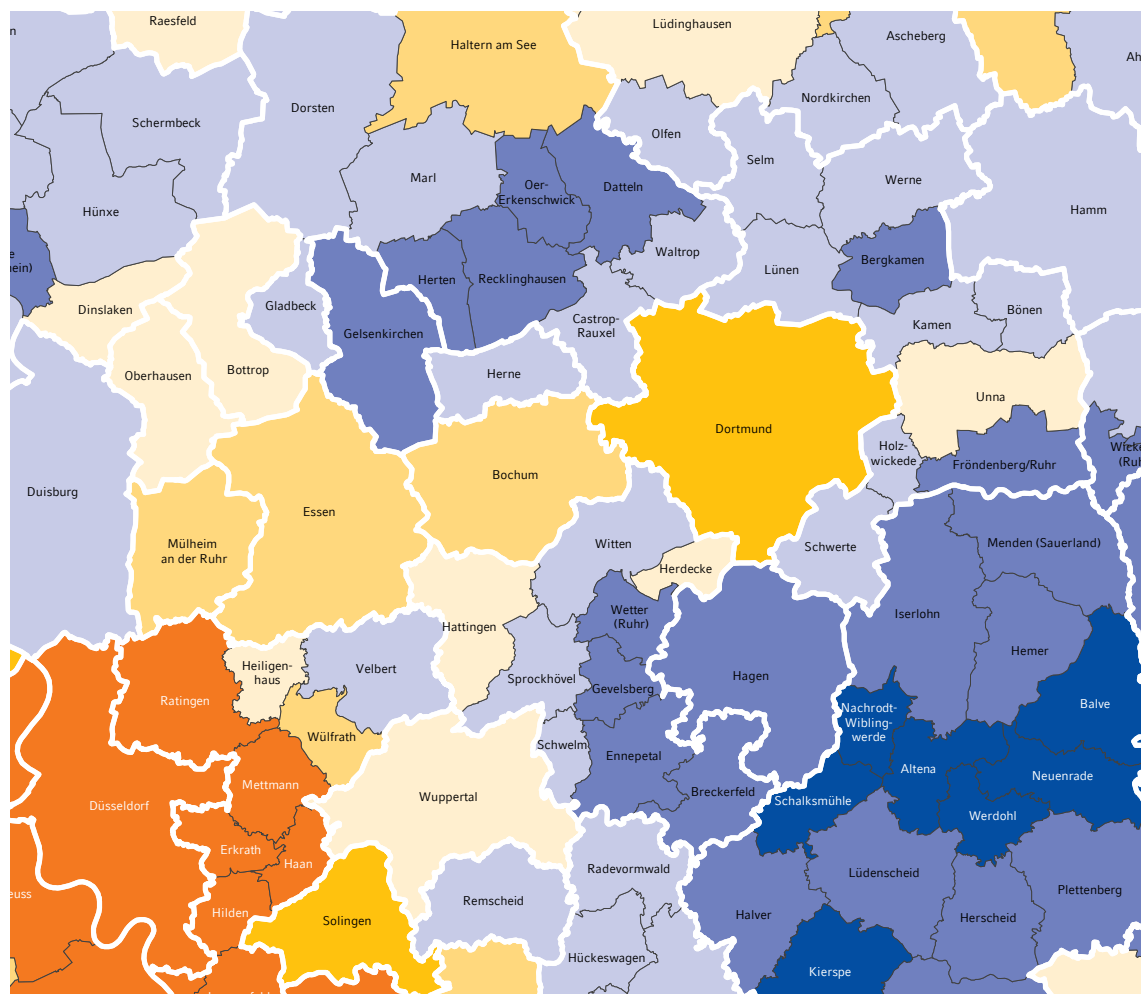 Raesfeld
Lüdinghausen
Ascheberg
Haltern am See
Nordkirchen
Dorsten
Schermbeck
Olfen
Selm
Marl
Oer-
Erkenschwick
Datteln
Werne
Hünxe
Hamm
Waltrop
Bergkamen
Lünen
Herten
Recklinghausen
Gladbeck
Dinslaken
Bönen
Castrop-
Rauxel
Kamen
Gelsenkirchen
Bottrop
Oberhausen
Herne
Unna
Dortmund
Holz-
wickede
Fröndenberg/Ruhr
Bochum
Duisburg
Essen
Mülheim
an der Ruhr
Witten
Schwerte
Menden (Sauerland)
Herdecke
Wetter
(Ruhr)
Iserlohn
Hattingen
Hemer
Heiligen-
haus
Velbert
Sprockhövel
Hagen
Gevelsberg
Ratingen
Balve
Nachrodt-
Wibling-
werde
Wülfrath
Schwelm
Ennepetal
Altena
Neuenrade
Mettmann
Breckerfeld
Wuppertal
Schalksmühle
Düsseldorf
Werdohl
Erkrath
Haan
Radevormwald
Lüdenscheid
Plettenberg
Remscheid
Hilden
Solingen
Halver
Herscheid
Hückeswagen
Kierspe